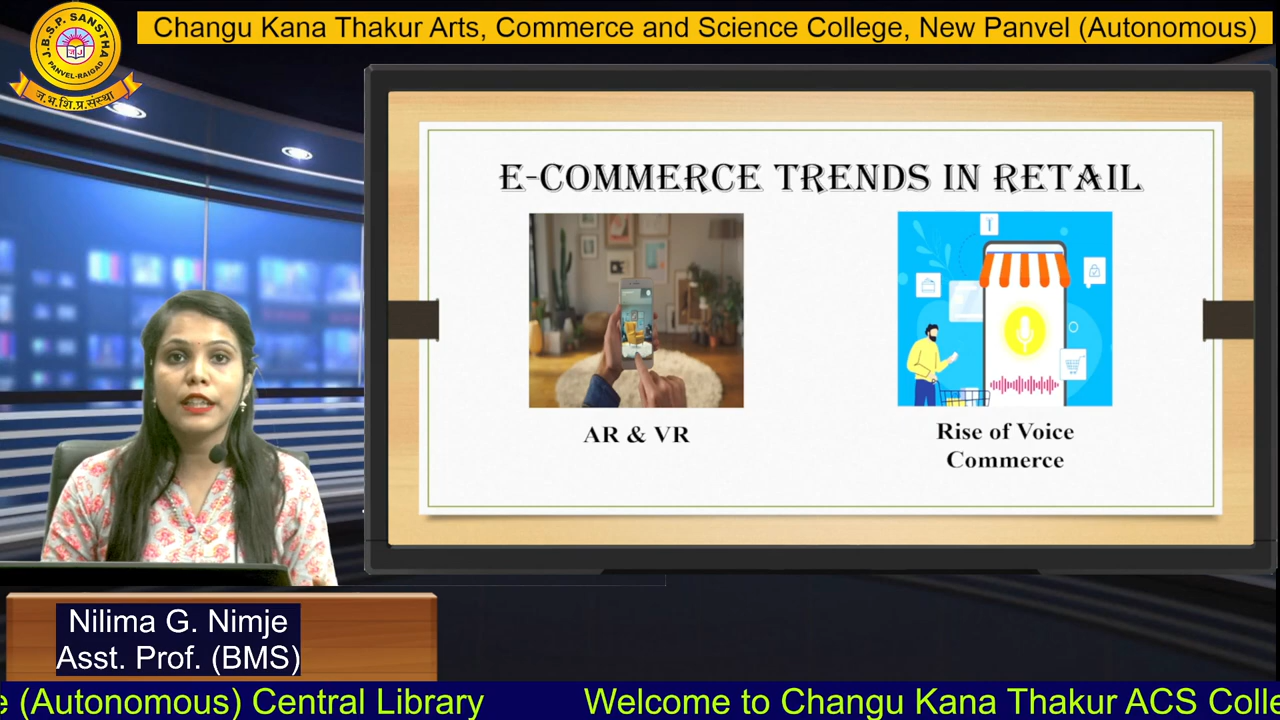 J.B.S.P. SANSTHA
PANVEL-RAIGAD
ज.भ.शि.प्र.संस्था
Changu Kana Thakur Arts, Commerce and Science College, New Panvel (Autonomous)
E-COMMERCE TRENDS IN RETAIL
AR & VR
Rise of Voice
Commerce
Nilima G. Nimje
Asst. Prof. (BMS)
e (Autonomous) Central Library Welcome to Changu Kana Thakur ACS Colle